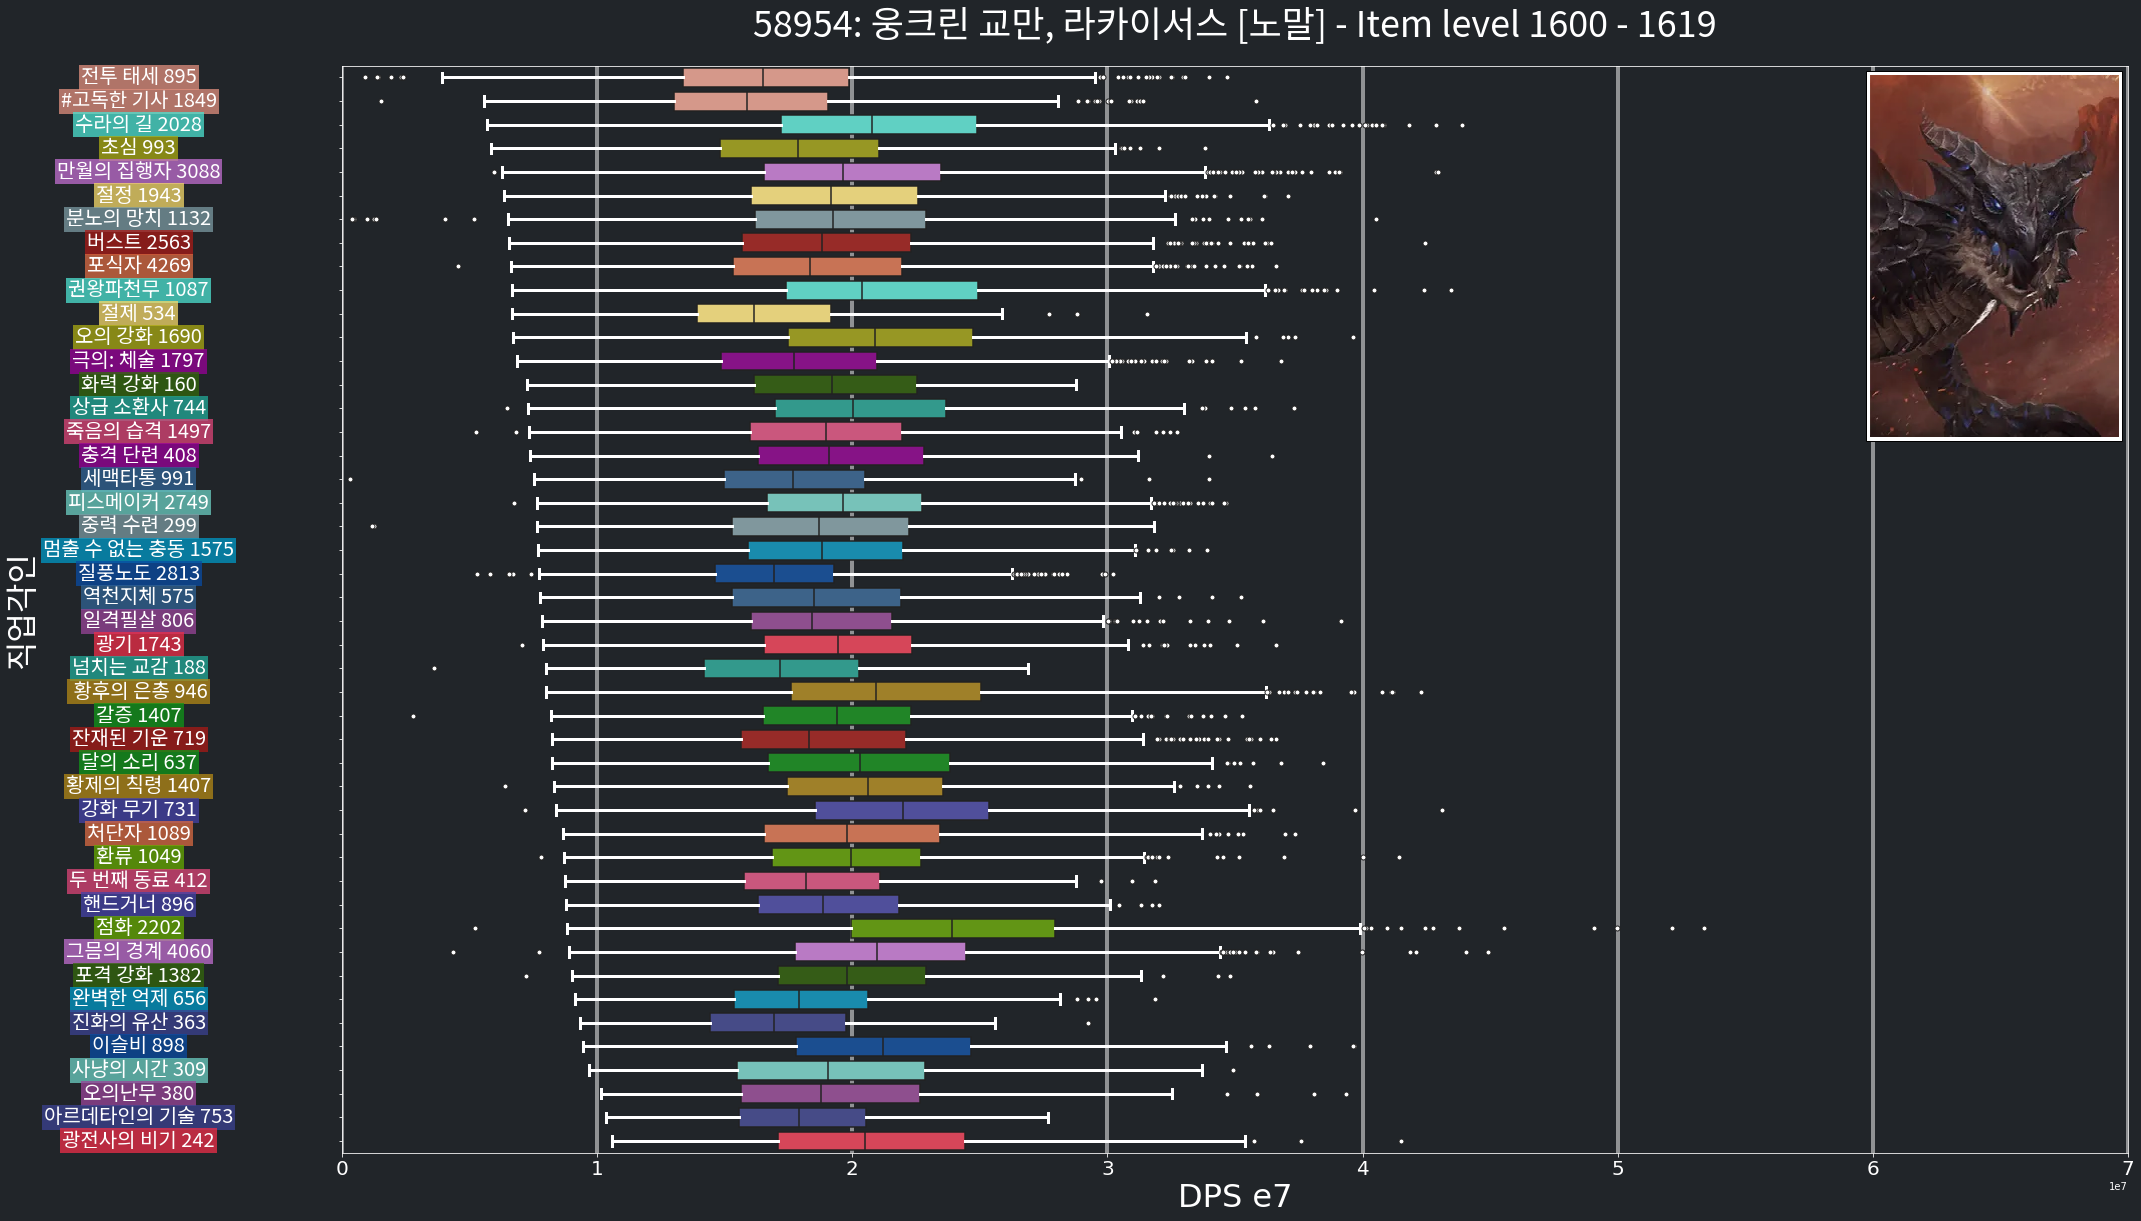 58954: 웅크린 교만, 라카이서스 [노말] - Item level 1600 - 1619
전투 태세 895
#고독한 기사 1849
수라의 길 2028
초심 993
만월의 집행자 3088
절정 1943
분노의 망치 1132
버스트 2563
포식자 4269
권왕파천무 1087
절제 534
오의 강화 1690
극의: 체술 1797
화력 강화 160
상급 소환사 744
죽음의 습격 1497
충격 단련 408
세맥타통 991
피스메이커 2749
중력 수련 299
멈출 수 없는 충동 1575
질풍노도 2813
역천지체 575
일격필살 806
광기 1743
넘치는 교감 188
황후의 은총 946
갈증 1407
잔재된 기운 719
달의 소리 637
황제의 칙령 1407
강화 무기 731
처단자 1089
환류 1049
두 번째 동료 412
핸드거너 896
점화 2202
그믐의 경계 4060
포격 강화 1382
완벽한 억제 656
진화의 유산 363
이슬비 898
사냥의 시간 309
오의난무 380
아르데타인의 기술 753
광전사의 비기 242
직업각인
0 1 2 3 4 5 6 7
DPS e7
1e7